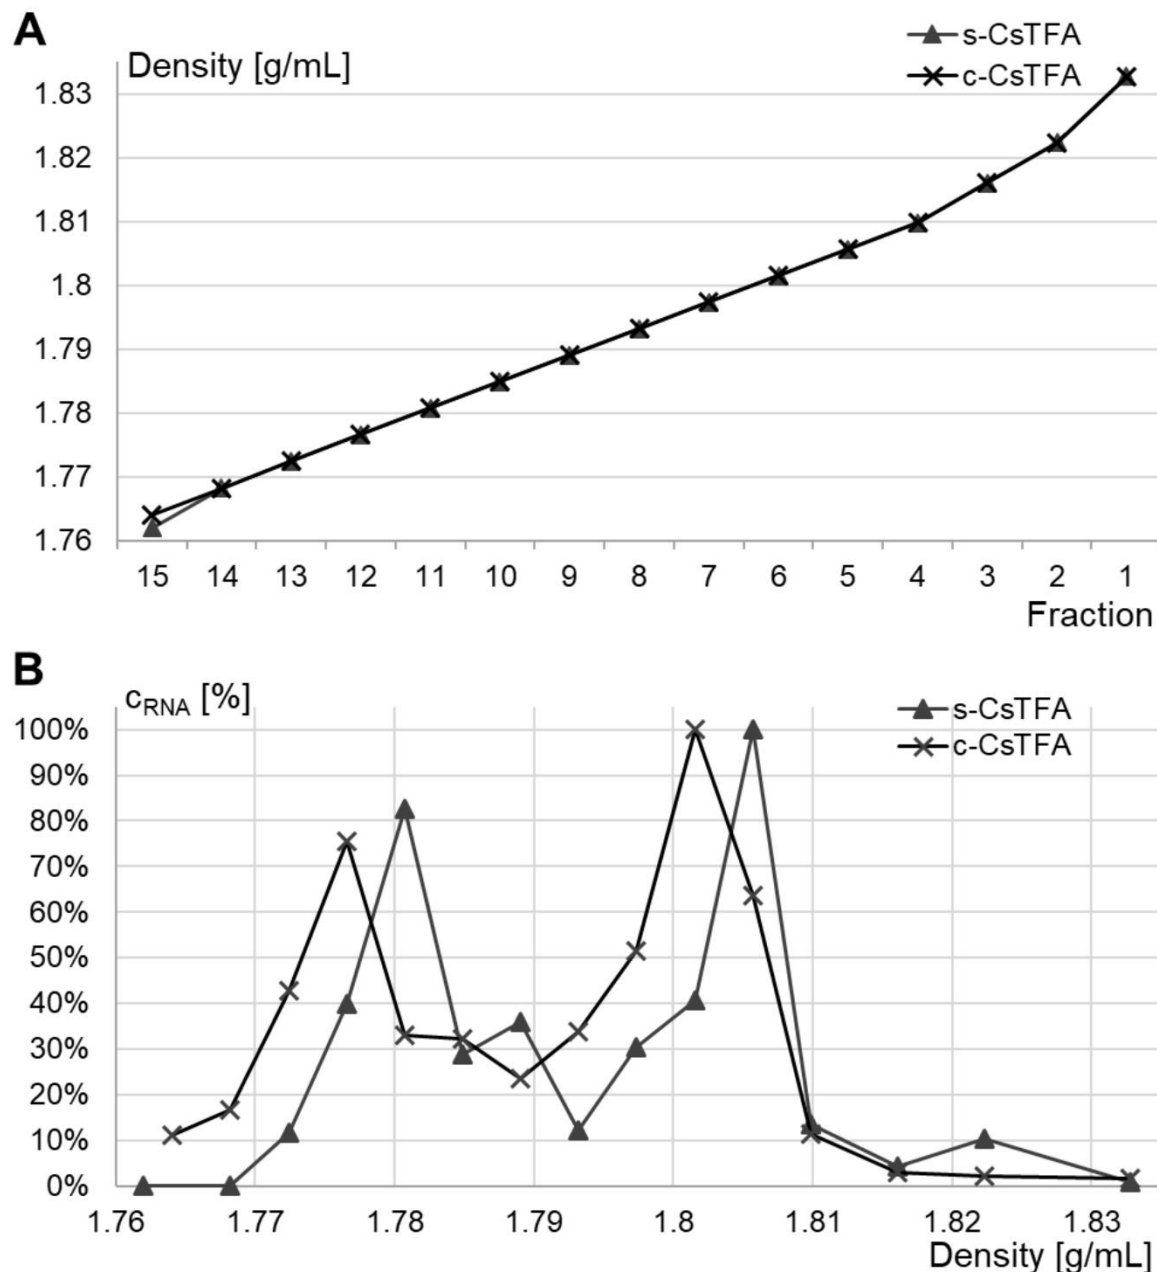 A
s-CsTFA
Density [g/mL]
c-CsTFA
1.83
1.82
1.81
1.8
1.79
1.78
1.77
1.76
15 14 13 12 11 10 9 8 7 6 5 4 3 2 1
Fraction
B
cRNA [%]
s-CsTFA
c-CsTFA
100%
90%
80%
70%
60%
50%
40%
30%
20%
10%
0%
1.76 1.77 1.78 1.79 1.8 1.81 1.82 1.83
Density [g/mL]